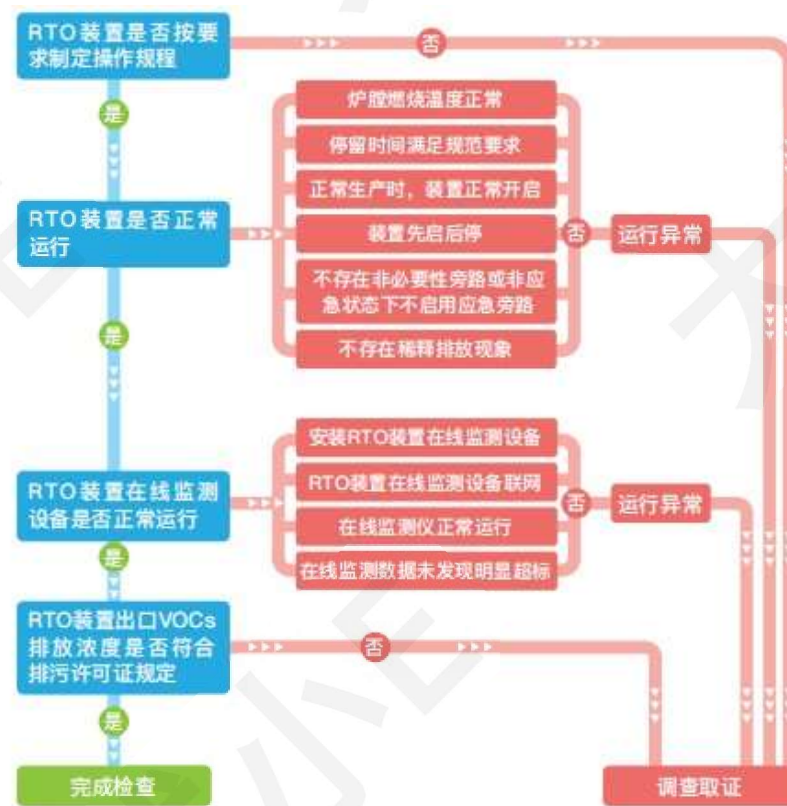 RTO装置是否按要
求制定操作规程
否
是
炉膛燃烧温度正常
停留时间满足规范要求
正常生产时，装置正常开启
RTO装置是否正常
运行
装置先启后停
否
运行异常
不存在非必要性旁路或非应
急状态下不启用应急旁路
不存在稀释排放现象
是
安装RTO装置在线监测设备
RTO装置在线监测
设备是否正常运行
RTO装置在线监测设备联网
否
运行异常
在线监测仪正常运行
在线监测数据未发现明显超标
是
RTO装置出口VOCs
排放浓度是否符合
排污许可证规定
否
是
完成检查
调查取证
小E